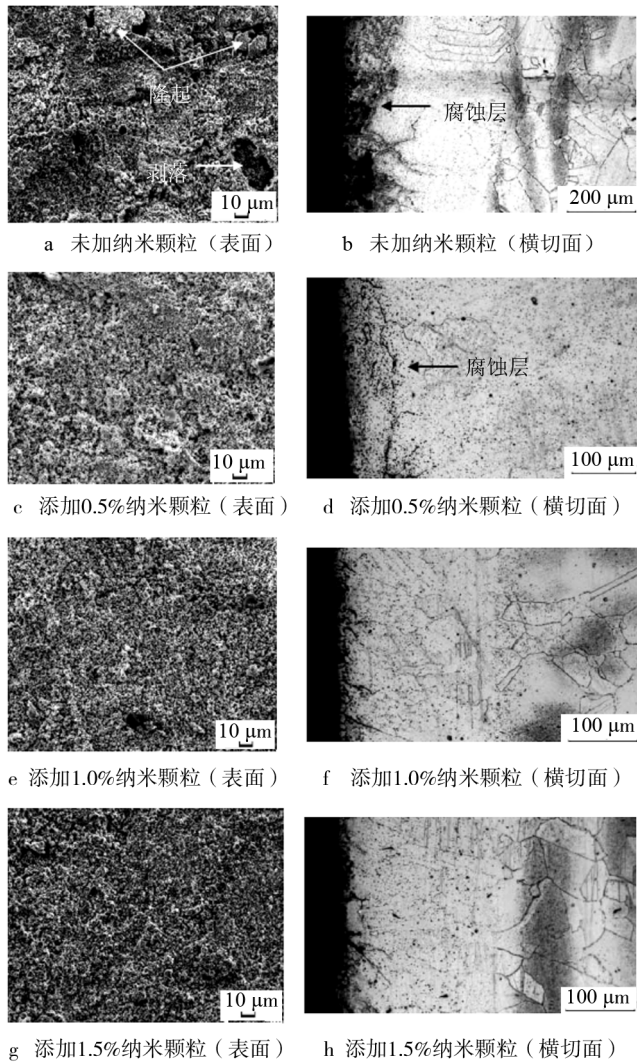 隆起
剥落
10 μm
腐蚀层
200 μm
a 未加纳米颗粒（表面）
b 未加纳米颗粒（横切面）
10 μm
腐蚀层
100 μm
c 添加0.5%纳米颗粒（表面）
d 添加0.5%纳米颗粒（横切面）
10 μm
100 μm
e 添加1.0%纳米颗粒（表面）
f 添加1.0%纳米颗粒（横切面）
10 μm
100 μm
g 添加1.5%纳米颗粒（表面）
h 添加1.5%纳米颗粒（横切面）